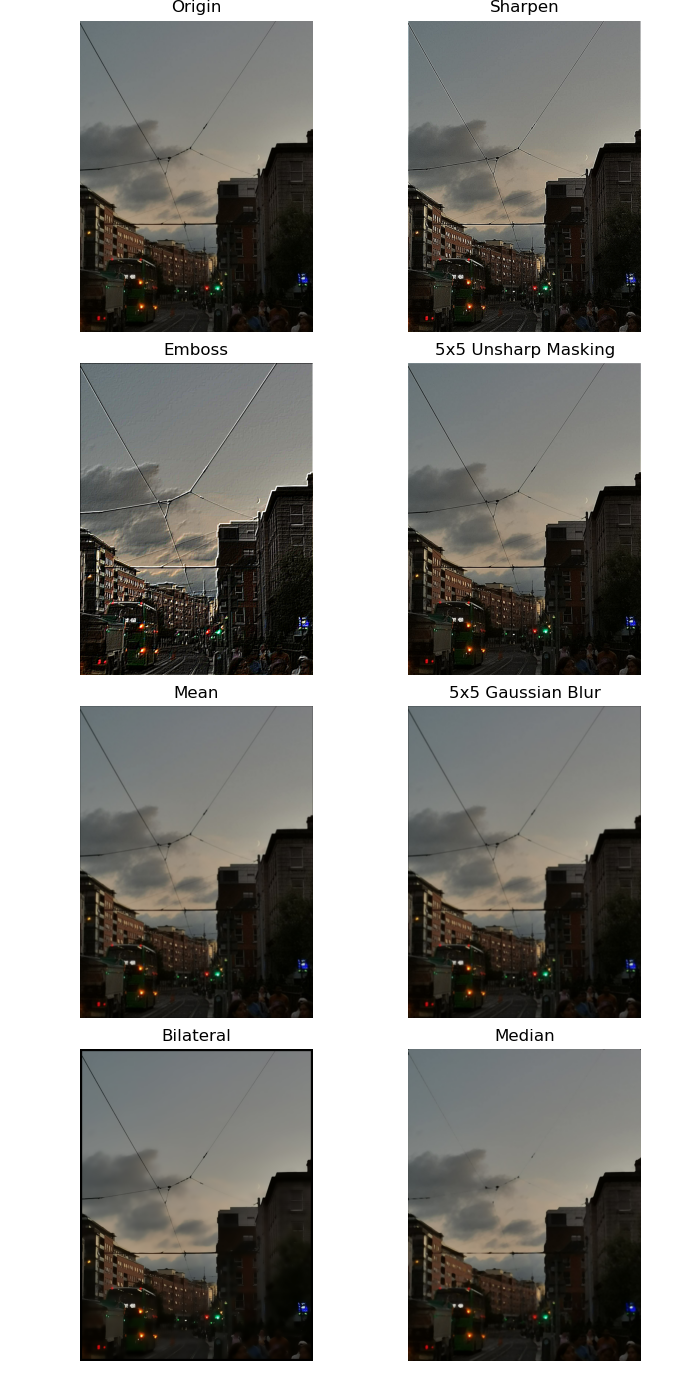 Origin
Sharpen
Emboss
5x5 Unsharp Masking
Mean
5x5 Gaussian Blur
Bilateral
Median